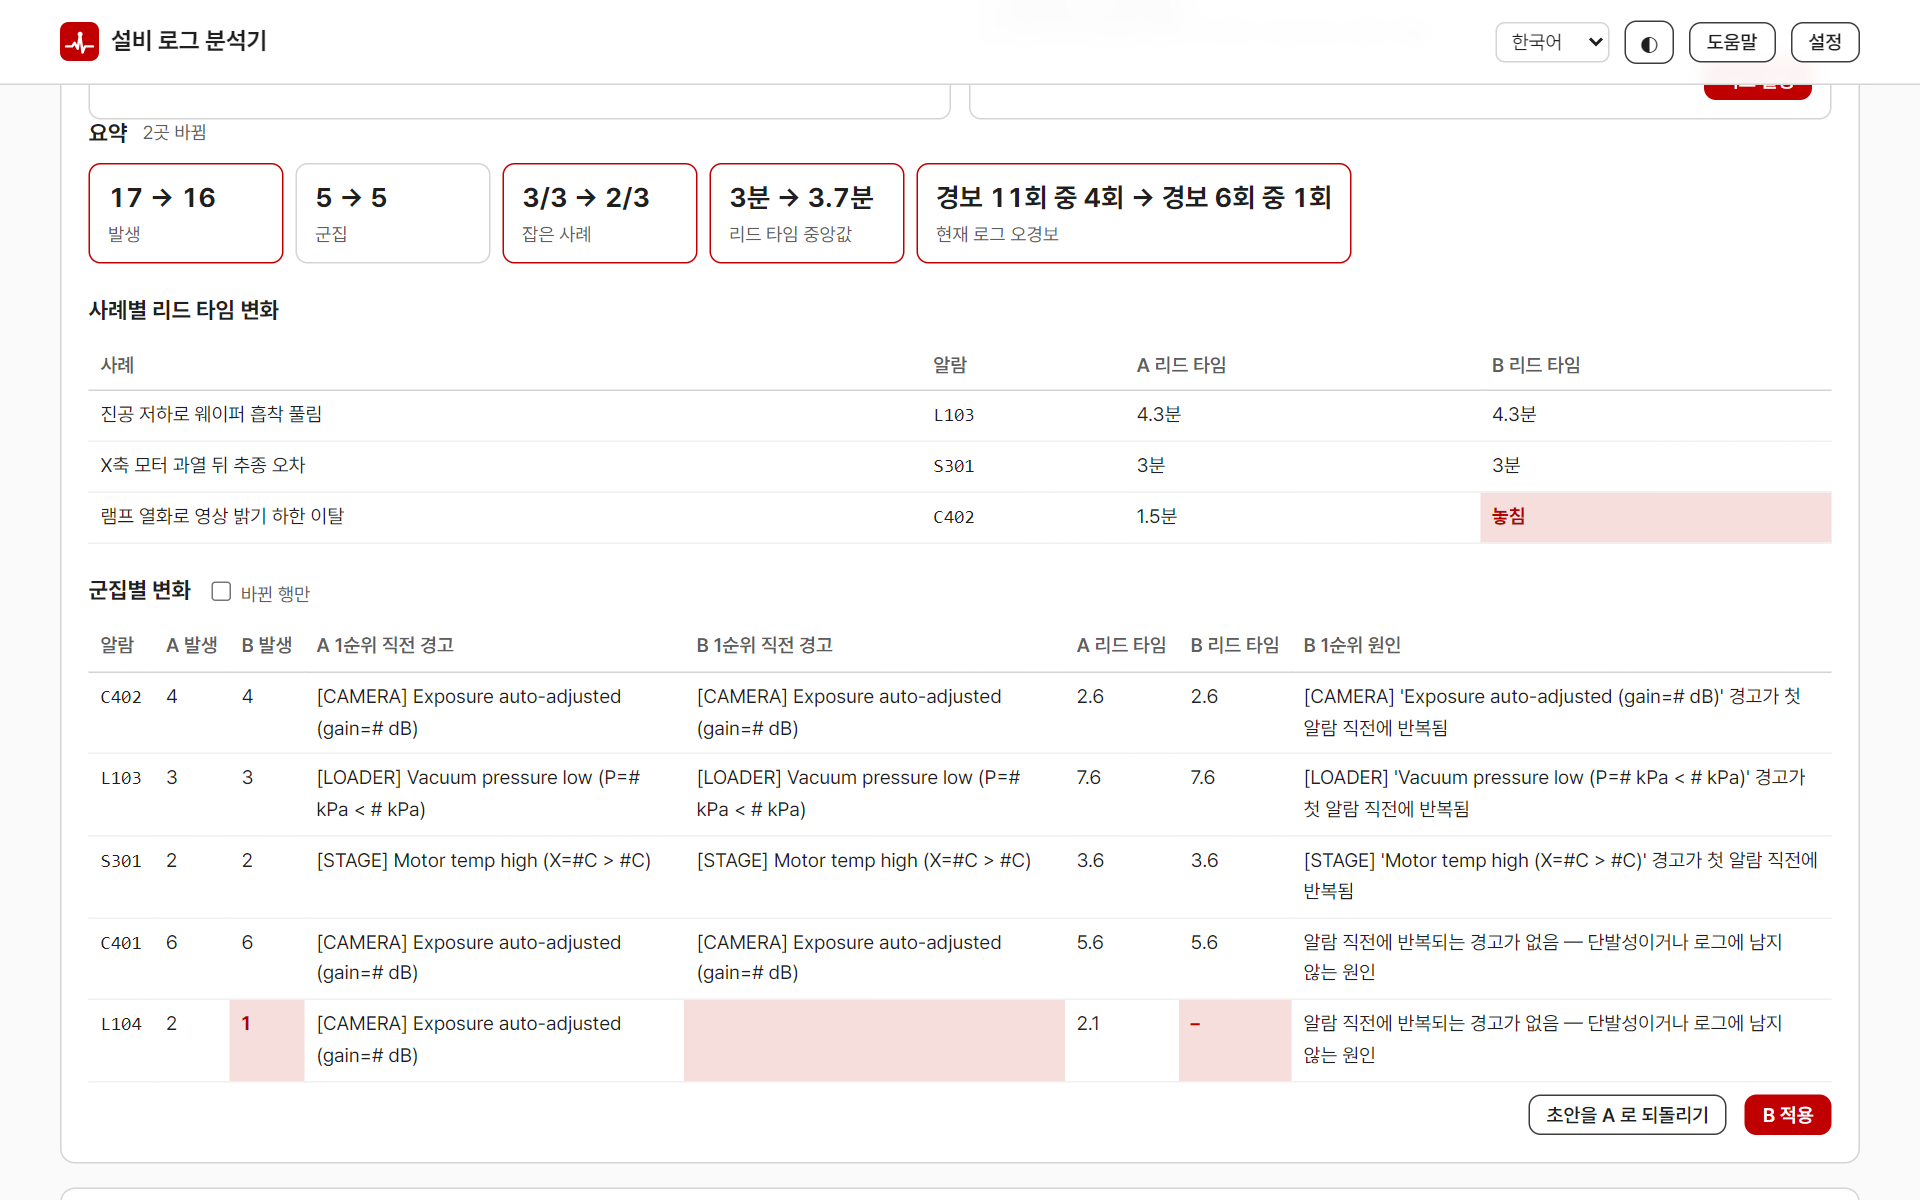 설비 로그 분석기
한국어
도움말
설정
요약 2곳 바뀜
17 → 16
발생
5 → 5
군집
3/3 → 2/3
잡은 사례
3분 → 3.7분
리드 타임 중앙값
경보 11회 중 4회 → 경보 6회 중 1회
현재 로그 오경보
사례별 리드 타임 변화
사례 알람 A 리드 타임 B 리드 타임
진공 저하로 웨이퍼 흡착 풀림 L103 4.3분 4.3분
X축 모터 과열 뒤 추종 오차 S301 3분 3분
램프 열화로 영상 밝기 하한 이탈 C402 1.5분 놓침
군집별 변화 바뀐 행만
알람 A 발생 B 발생 A 1순위 직전 경고 B 1순위 직전 경고 A 리드 타임 B 리드 타임 B 1순위 원인
C402 4 4 [CAMERA] Exposure auto-adjusted [CAMERA] Exposure auto-adjusted 2.6 2.6 [CAMERA] 'Exposure auto-adjusted (gain=# dB)' 경고가 첫
(gain=# dB) (gain=# dB) 알람 직전에 반복됨
L103 3 3 [LOADER] Vacuum pressure low (P=# [LOADER] Vacuum pressure low (P=# 7.6 7.6 [LOADER] 'Vacuum pressure low (P=# kPa < # kPa)' 경고가
kPa < # kPa) kPa < # kPa) 첫 알람 직전에 반복됨
S301 2 2 [STAGE] Motor temp high (X=#C > #C) [STAGE] Motor temp high (X=#C > #C) 3.6 3.6 [STAGE] 'Motor temp high (X=#C > #C)' 경고가 첫 알람 직전에
반복됨
C401 6 6 [CAMERA] Exposure auto-adjusted [CAMERA] Exposure auto-adjusted 5.6 5.6 알람 직전에 반복되는 경고가 없음 — 단발성이거나 로그에 남지
(gain=# dB) (gain=# dB) 않는 원인
L104 2 1 [CAMERA] Exposure auto-adjusted 2.1 – 알람 직전에 반복되는 경고가 없음 — 단발성이거나 로그에 남지
(gain=# dB) 않는 원인
초안을 A 로 되돌리기
B 적용